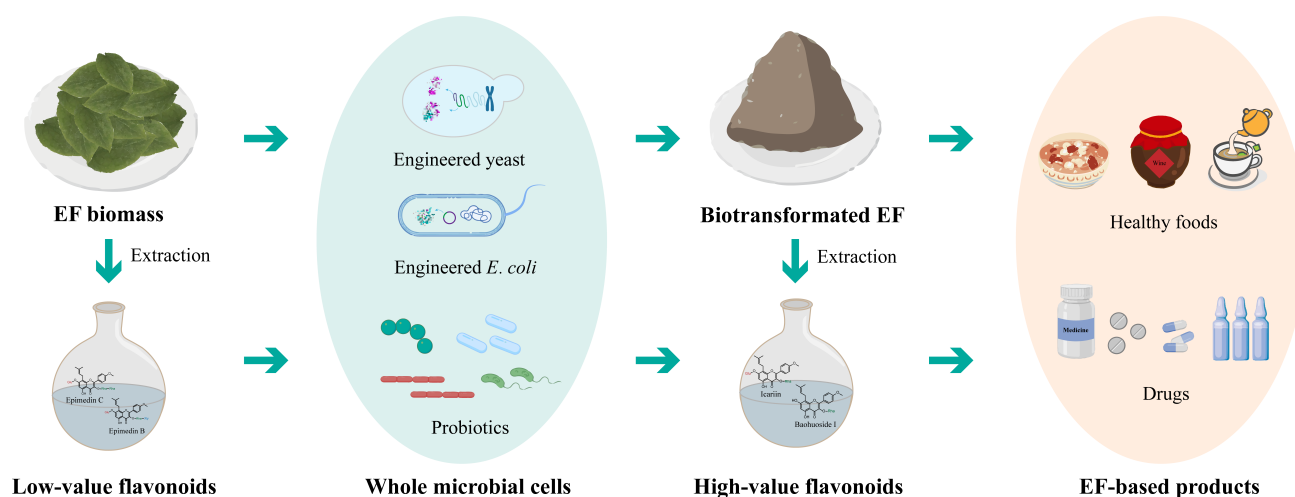 EF biomass
Extraction
Epimedin C
Epimedin B
Low-value flavonoids
Engineered yeast
Engineered E. coli
Probiotics
Whole microbial cells
Biotransformated EF
Extraction
Icariin
Baohuoside I
High-value flavonoids
Wine
Healthy foods
Medicine
Drugs
EF-based products